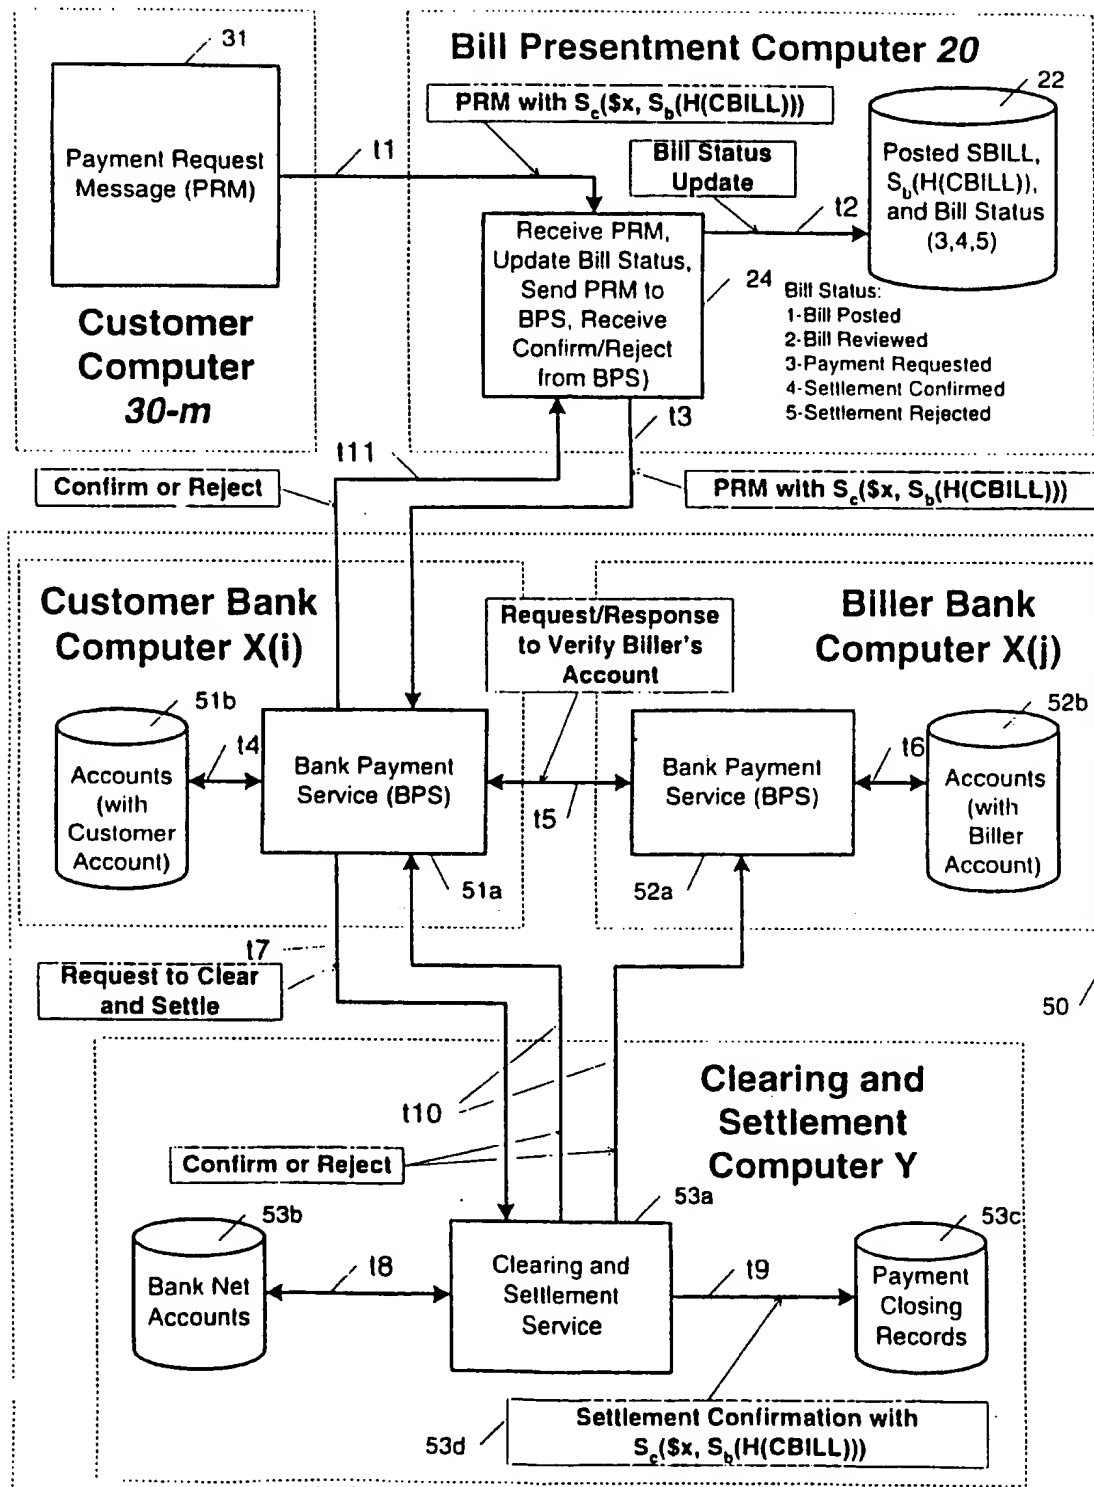 31
Payment Request
Message (PRM)
Customer
Computer
30-m
t1
Bill Presentment Computer 20
PRM with Sc($x, Sb(H(CBILL)))
Bill Status
Update
t2
22
Posted SBILL,
Sb(H(CBILL)),
and Bill Status
(3,4,5)
Receive PRM,
Update Bill Status,
Send PRM to
BPS, Receive
Confirm/Reject
from BPS)
24
Bill Status:
1-Bill Posted
2-Bill Reviewed
3-Payment Requested
4-Settlement Confirmed
5-Settlement Rejected
t3
t11
Confirm or Reject
PRM with Sc($x, Sb(H(CBILL)))
Customer Bank
Computer X(i)
Request/Response
to Verify Biller's
Account
Biller Bank
Computer X(j)
51b
t4
Accounts
(with
Customer
Account)
Bank Payment
Service (BPS)
51a
t5
Bank Payment
Service (BPS)
52a
t6
52b
Accounts
(with
Biller
Account)
t7
Request to Clear
and Settle
50
t10
Confirm or Reject
Clearing and
Settlement
Computer Y
53b
Bank Net
Accounts
t8
53a
Clearing and
Settlement
Service
t9
53c
Payment
Closing
Records
53d
Settlement Confirmation with
Sc($x, Sb(H(CBILL)))